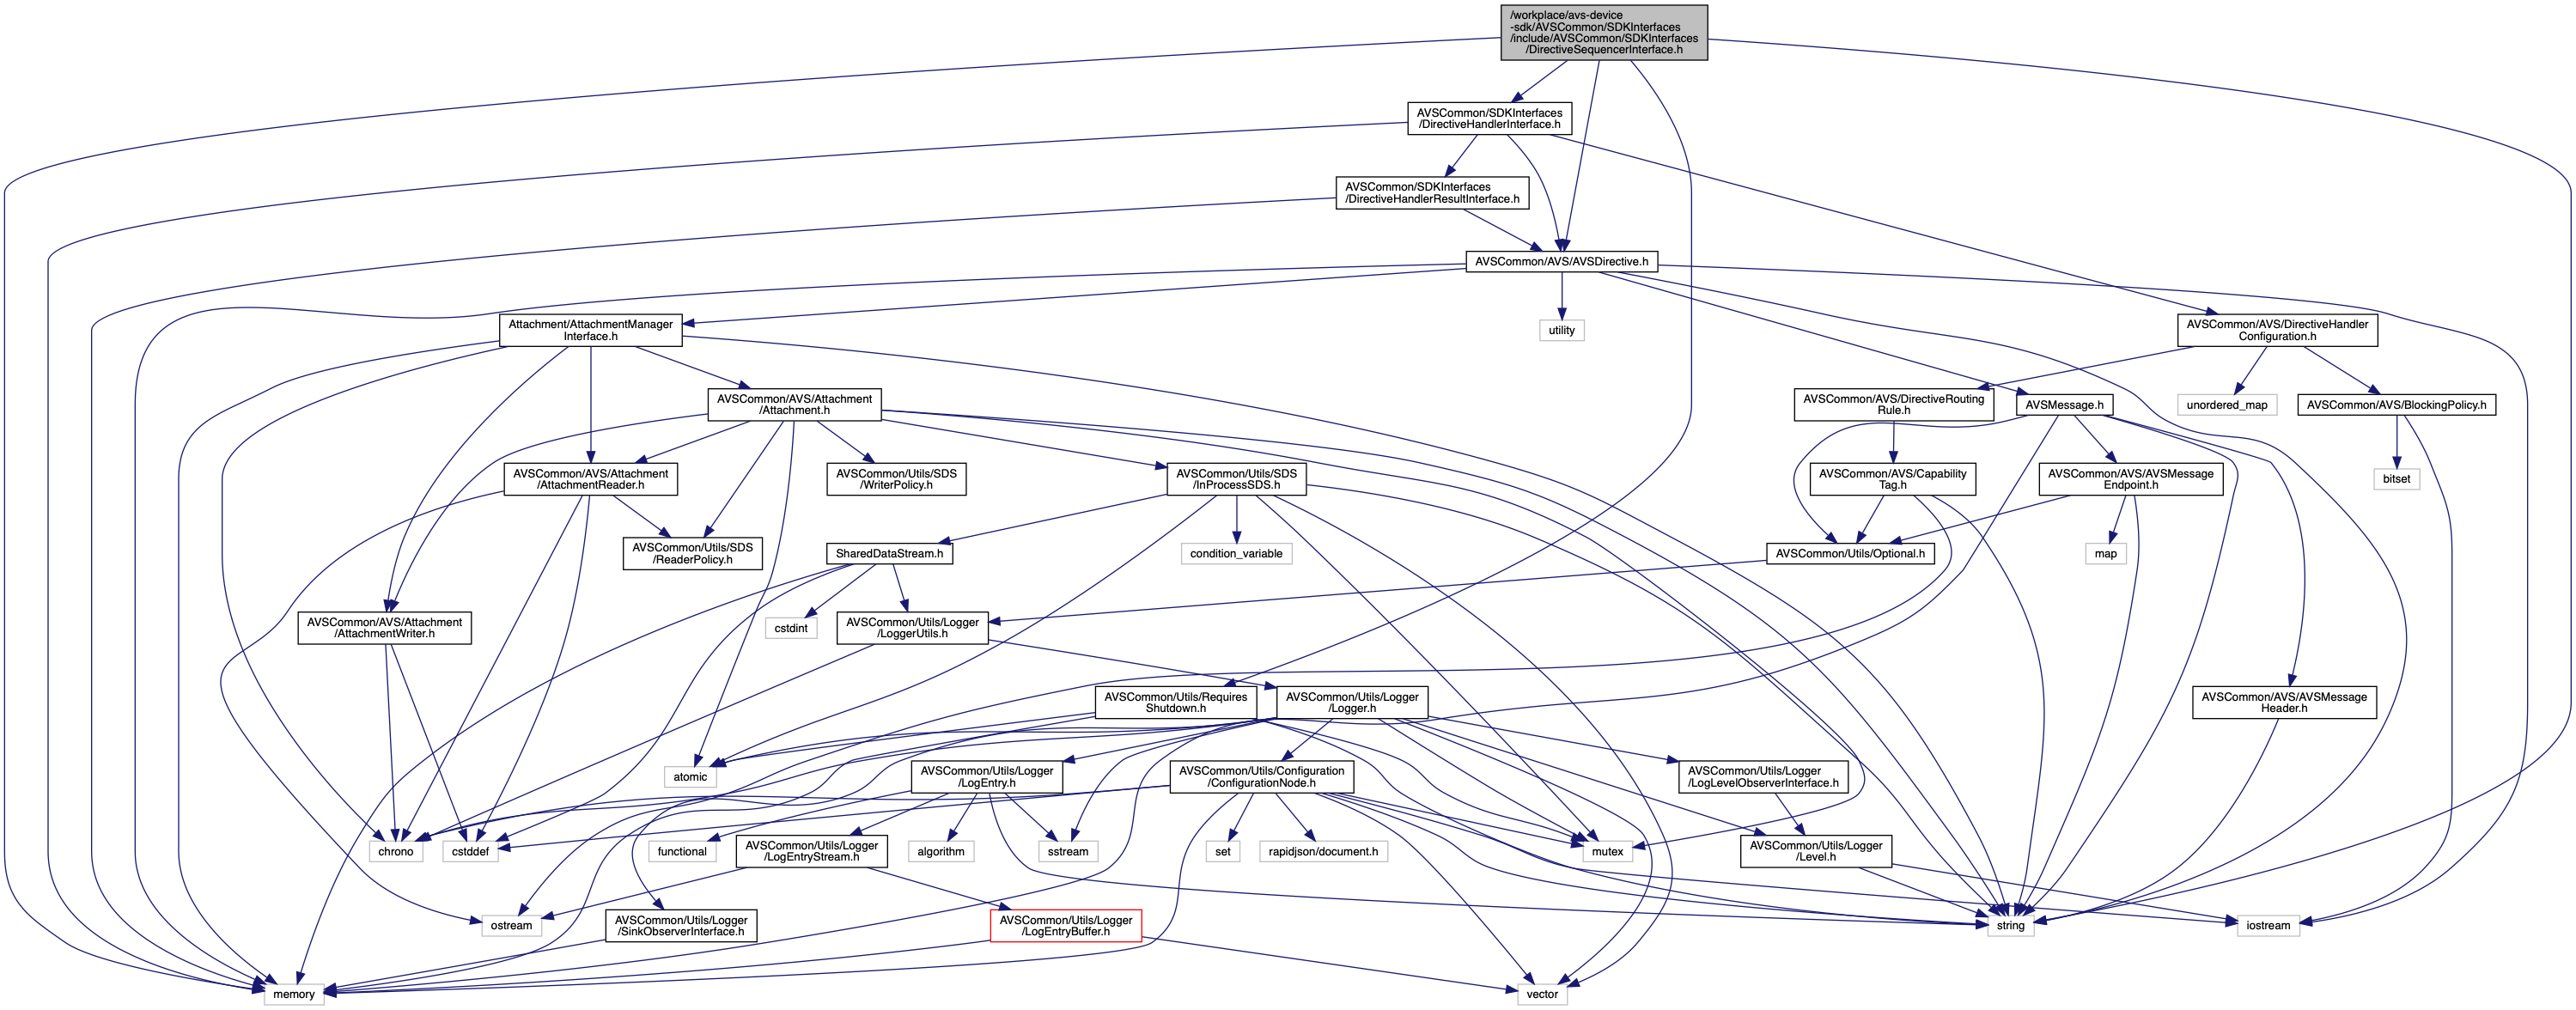 /workplace/avs-device
-sdk/AVSCommon/SDKInterfaces
/include/AVSCommon/SDKInterfaces
/DirectiveSequencerInterface.h
AVSCommon/SDKInterfaces
/DirectiveHandlerInterface.h
AVSCommon/SDKInterfaces
/DirectiveHandlerResultInterface.h
AVSCommon/AVS/AVSDirective.h
Attachment/AttachmentManager
Interface.h
utility
AVSCommon/AVS/DirectiveHandler
Configuration.h
AVSCommon/AVS/Attachment
/Attachment.h
AVSCommon/AVS/DirectiveRouting
Rule.h
AVSMessage.h
unordered_map
AVSCommon/AVS/BlockingPolicy.h
AVSCommon/AVS/Attachment
/AttachmentReader.h
AVSCommon/Utils/SDS
/WriterPolicy.h
AVSCommon/Utils/SDS
/InProcessSDS.h
AVSCommon/AVS/Capability
Tag.h
AVSCommon/AVS/AVSMessage
Endpoint.h
bitset
AVSCommon/Utils/SDS
/ReaderPolicy.h
SharedDataStream.h
condition_variable
AVSCommon/Utils/Optional.h
map
AVSCommon/AVS/Attachment
/AttachmentWriter.h
cstdint
AVSCommon/Utils/Logger
/LoggerUtils.h
AVSCommon/Utils/Requires
Shutdown.h
AVSCommon/Utils/Logger
/Logger.h
AVSCommon/AVS/AVSMessage
Header.h
atomic
AVSCommon/Utils/Logger
/LogEntry.h
AVSCommon/Utils/Configuration
/ConfigurationNode.h
AVSCommon/Utils/Logger
/LogLevelObserverInterface.h
chrono
cstddef
functional
AVSCommon/Utils/Logger
/LogEntryStream.h
algorithm
sstream
set
rapidjson/document.h
mutex
AVSCommon/Utils/Logger
/Level.h
ostream
AVSCommon/Utils/Logger
/SinkObserverInterface.h
AVSCommon/Utils/Logger
/LogEntryBuffer.h
string
iostream
memory
vector